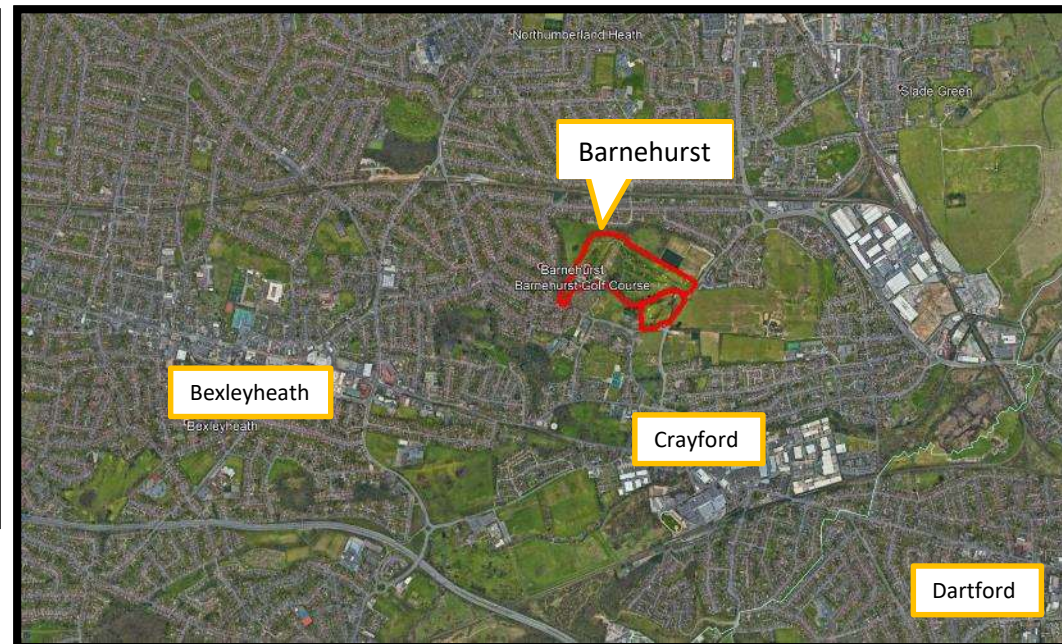 Northumberland Heath
Slade Green
Barnehurst
Barnehurst
Barnehurst Golf Course
Bexleyheath
Bexleyheath
Crayford
Dartford